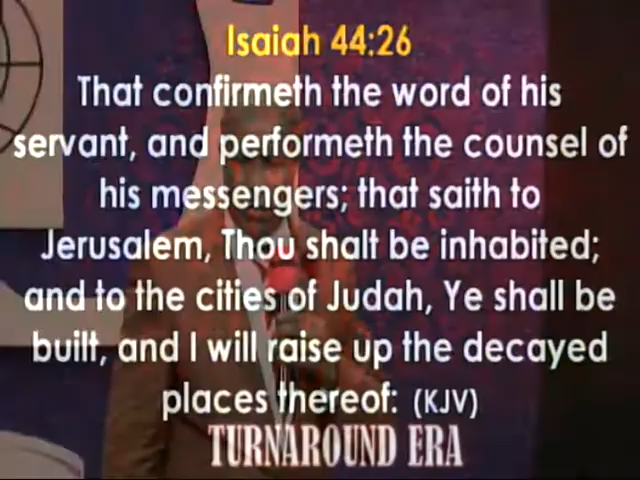 Isaiah 44:26
That confirmeth the word of his
servant, and performeth the counsel of
his messengers; that saith to
Jerusalem, Thou shalt be inhabited;
and to the cities of Judah, Ye shall be
built, and I will raise up the decayed
places thereof: (KJV)
TURNAROUND ERA